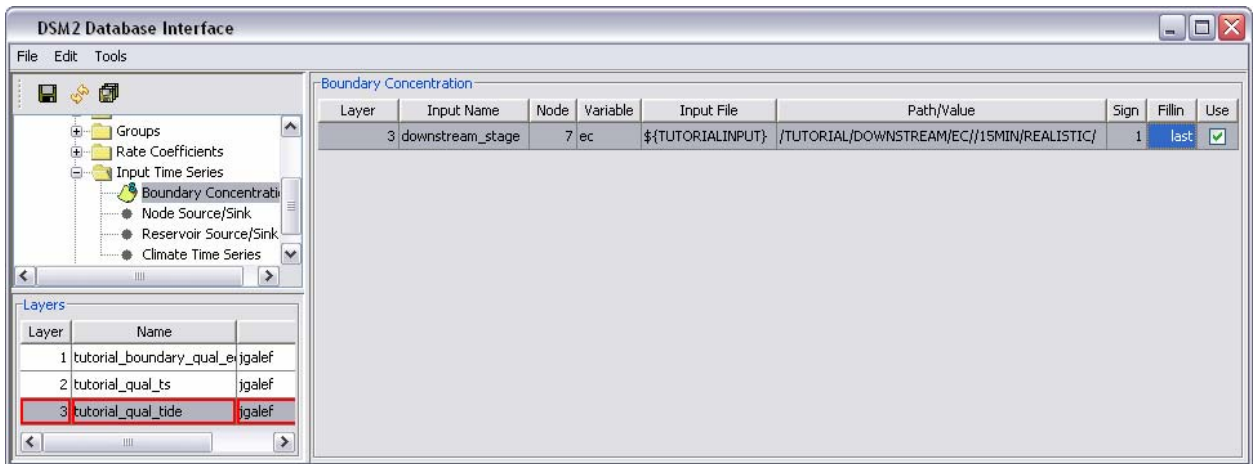 DSM2 Database Interface
File Edit Tools
Groups
Rate Coefficients
Input Time Series
Boundary Concentrati
Node Source/Sink
Reservoir Source/Sink
Climate Time Series
Layers
Layer Name
1 tutorial_boundary_qual_e jgalef
2 tutorial_qual_ts jgalef
3 tutorial_qual_tide jgalef
Boundary Concentration
Layer Input Name Node Variable Input File Path/Value Sign Fillin Use
3 downstream_stage 7 ec ${TUTORIALINPUT} /TUTORIAL/DOWNSTREAM/EC//15MIN/REALISTIC/ 1 last